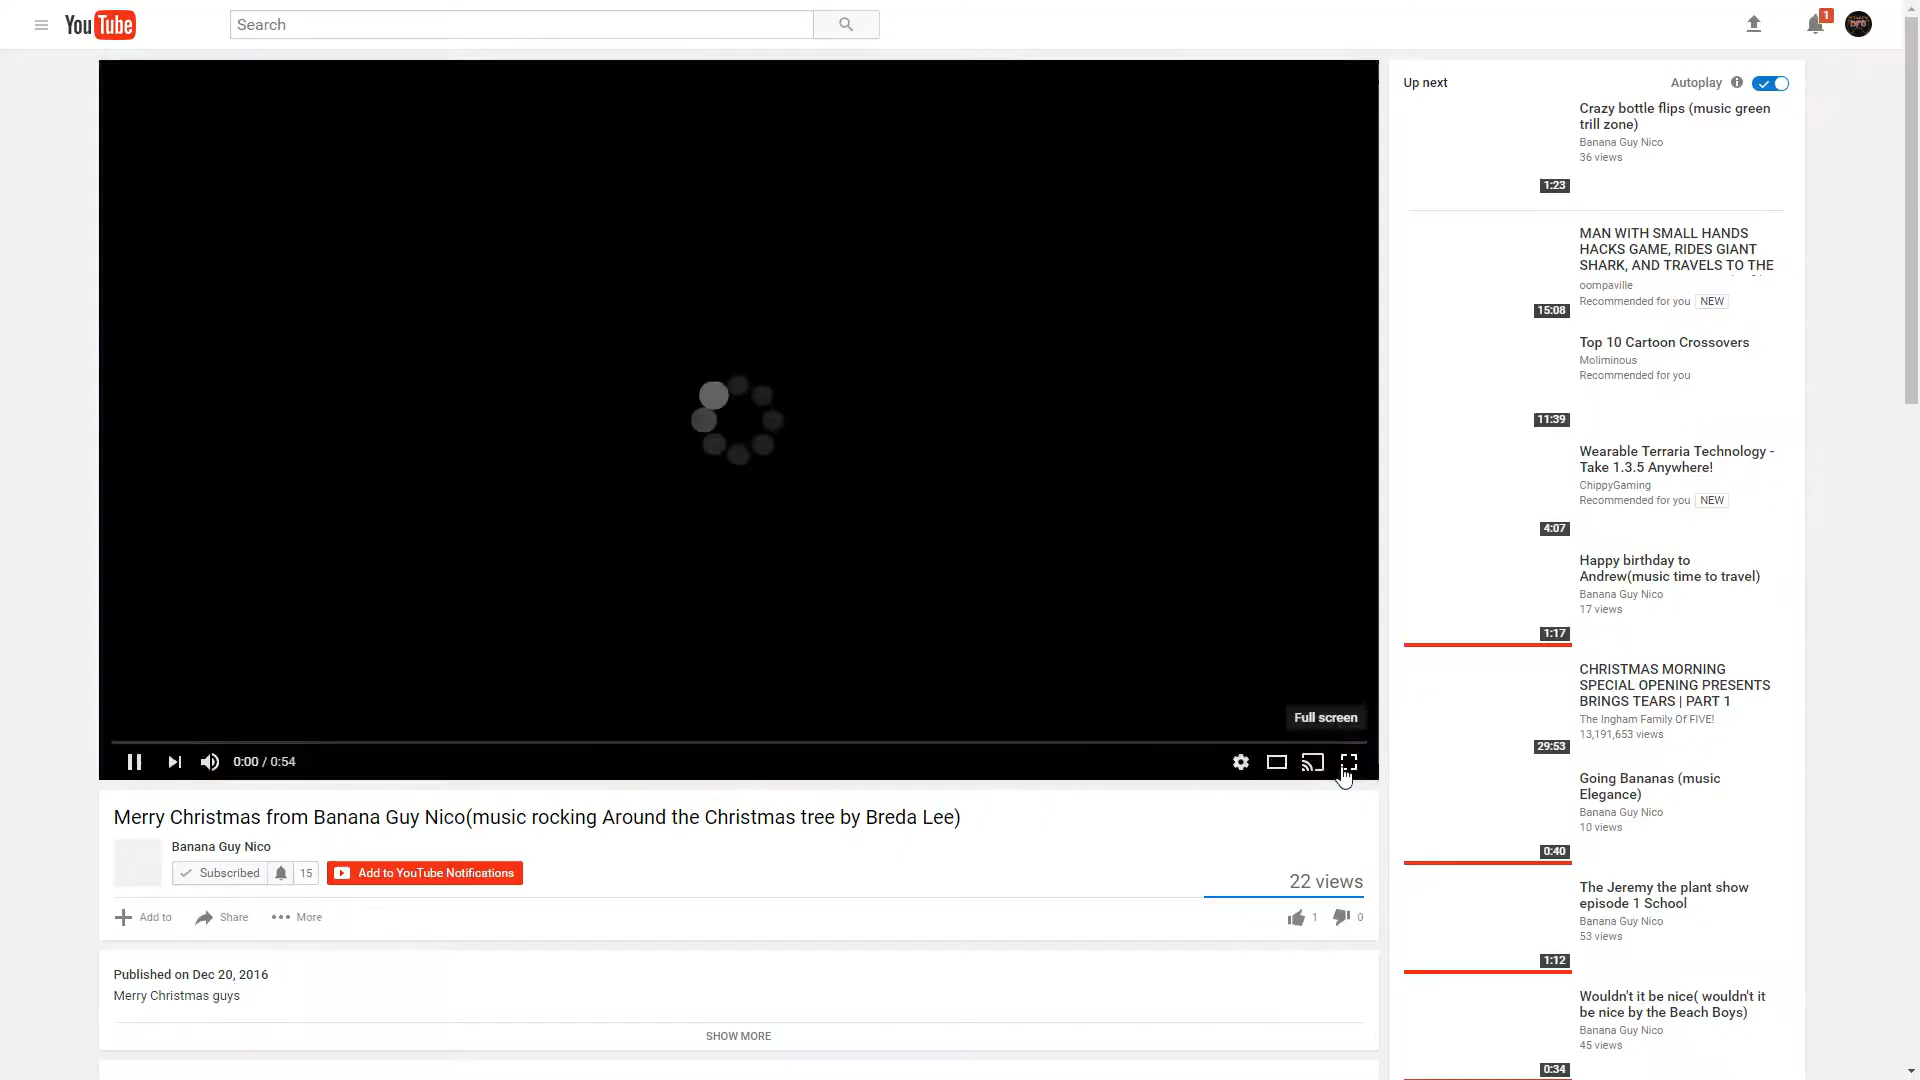 YouTube
Search
1
Up next
Autoplay
Crazy bottle flips (music green
trill zone)
Banana Guy Nico
36 views
1:23
MAN WITH SMALL HANDS
HACKS GAME, RIDES GIANT
SHARK, AND TRAVELS TO THE
oompaville
Recommended for you NEW
15:08
Top 10 Cartoon Crossovers
Moliminous
Recommended for you
11:39
Wearable Terraria Technology -
Take 1.3.5 Anywhere!
ChippyGaming
Recommended for you NEW
4:07
Happy birthday to
Andrew(music time to travel)
Banana Guy Nico
17 views
1:17
CHRISTMAS MORNING
SPECIAL OPENING PRESENTS
BRINGS TEARS | PART 1
The Ingham Family Of FIVE!
13,191,653 views
29:53
Going Bananas (music
Elegance)
Banana Guy Nico
10 views
0:40
The Jeremy the plant show
episode 1 School
Banana Guy Nico
53 views
1:12
Wouldn't it be nice( wouldn't it
be nice by the Beach Boys)
Banana Guy Nico
45 views
0:34
Full screen
0:00 / 0:54
Merry Christmas from Banana Guy Nico(music rocking Around the Christmas tree by Breda Lee)
Banana Guy Nico
Subscribed 15 Add to YouTube Notifications
22 views
Add to Share More 1 0
Published on Dec 20, 2016
Merry Christmas guys
SHOW MORE